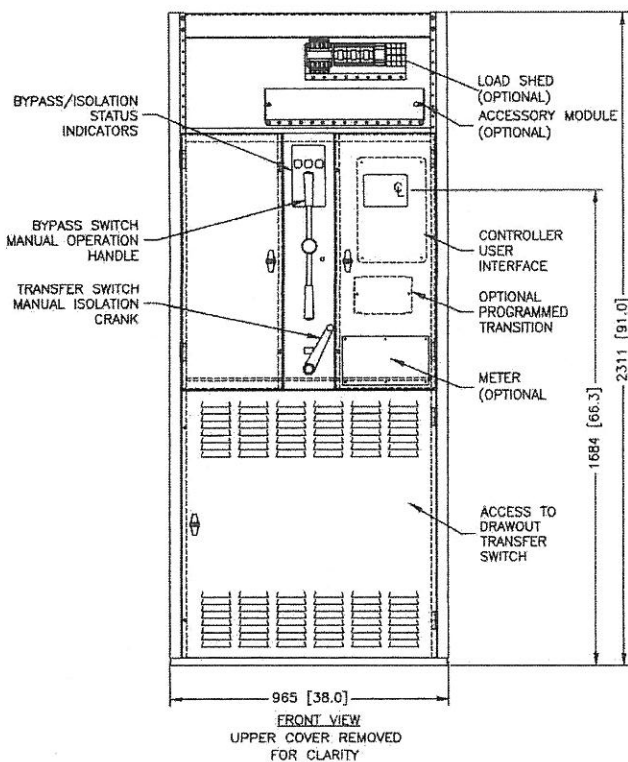 BYPASS/ISOLATION
STATUS
INDICATORS
BYPASS SWITCH
MANUAL OPERATION
HANDLE
TRANSFER SWITCH
MANUAL ISOLATION
CRANK
LOAD SHED
(OPTIONAL)
ACCESSORY MODULE
(OPTIONAL)
CL
CONTROLLER
USER
INTERFACE
OPTIONAL
PROGRAMMED
TRANSITION
METER
(OPTIONAL
ACCESS TO
DRAWOUT
TRANSFER
SWITCH
1684 [66.3]
2311 [91.0]
965 [38.0]
FRONT VIEW
UPPER COVER REMOVED
FOR CLARITY